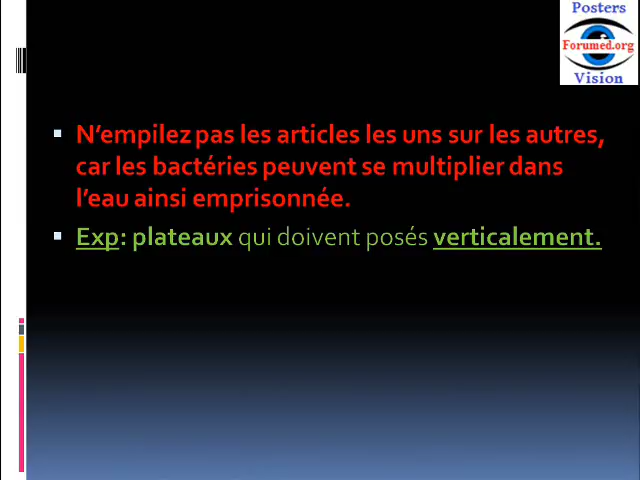 Posters
Forumed.org
Vision
N'empilez pas les articles les uns sur les autres,
car les bactéries peuvent se multiplier dans
l'eau ainsi emprisonnée.
Exp: plateaux qui doivent posés verticalement.